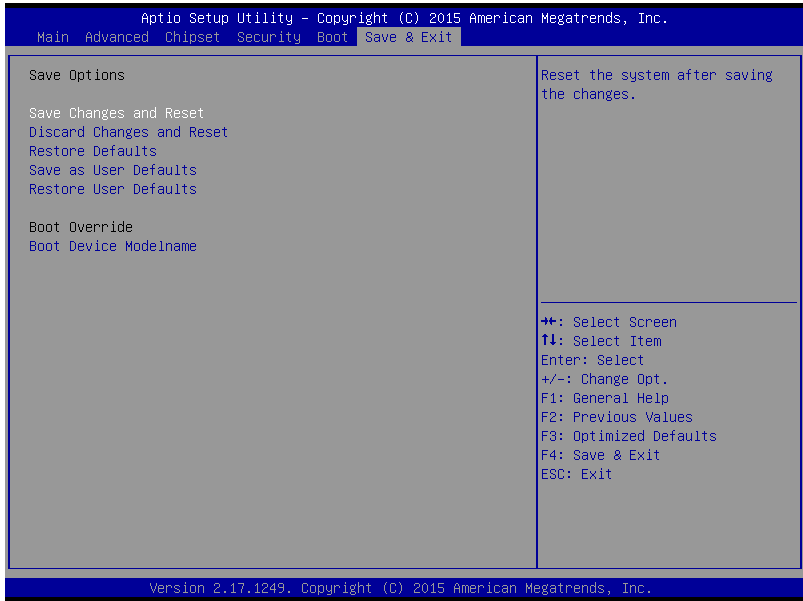 Aptio Setup Utility – Copyright (C) 2015 American Megatrends, Inc.
Main Advanced Chipset Security Boot Save & Exit
Save Options
Save Changes and Reset
Discard Changes and Reset
Restore Defaults
Save as User Defaults
Restore User Defaults
Boot Override
Boot Device Modelname
Reset the system after saving
the changes.
→←: Select Screen
↑↓: Select Item
Enter: Select
+/-: Change Opt.
F1: General Help
F2: Previous Values
F3: Optimized Defaults
F4: Save & Exit
ESC: Exit
Version 2.17.1249. Copyright (C) 2015 American Megatrends, Inc.